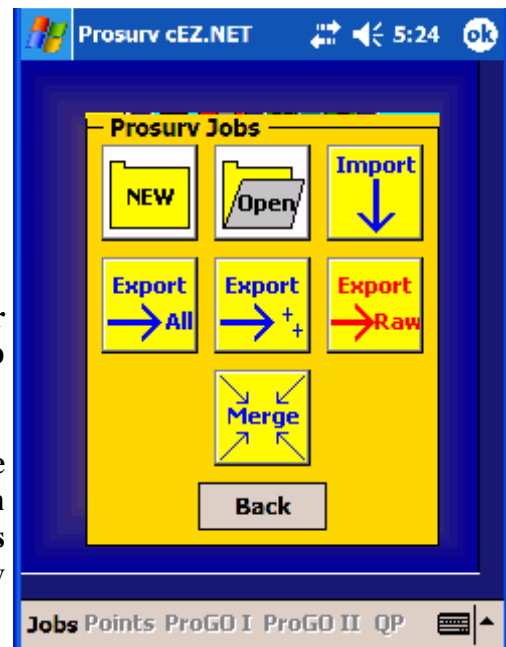 Prosurv cEZ.NET 5:24 ok
Prosurv Jobs
NEW Open Import
Export All Export Export Raw
Merge
Back
Jobs Points ProGO I ProGO II QP